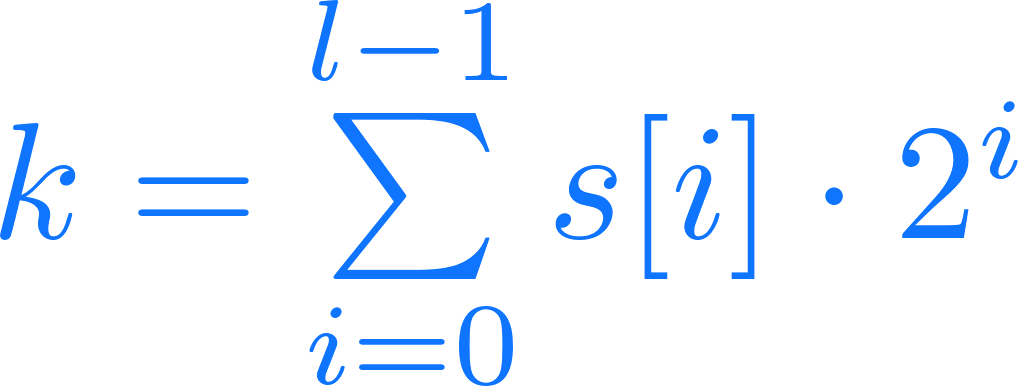 k = \sum_{i=0}^{l-1} s[i] \cdot 2^i